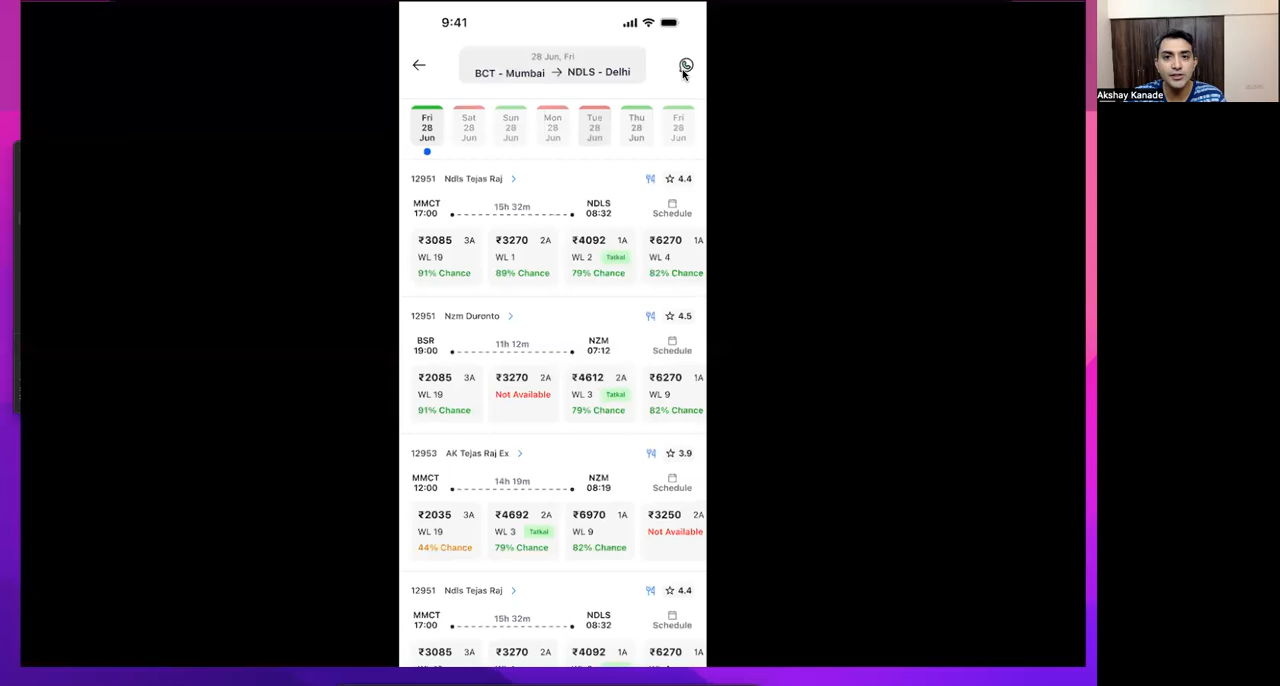 9:41
28 Jun, Fri
BCT - Mumbai → NDLS - Delhi
Akshay Kanade
Fri Sat Sun Mon Tue Thu Fri
28 28 28 28 28 28 28
Jun Jun Jun Jun Jun Jun Jun
12951 Ndls Tejas Raj > 4.4
MMCT 15h 32m NDLS
17:00 08:32 Schedule
₹3085 3A ₹3270 2A ₹4092 1A ₹6270 1A
WL 19 WL 1 WL 2 Tatkal WL 4
91% Chance 89% Chance 79% Chance 82% Chance
12951 Nzm Duronto > 4.5
BSR 11h 12m NZM
19:00 07:12 Schedule
₹2085 3A ₹3270 2A ₹4612 2A ₹6270 1A
WL 19 Not Available WL 3 Tatkal WL 9
91% Chance 79% Chance 82% Chance
12953 AK Tejas Raj Ex > 3.9
MMCT 14h 19m NZM
12:00 08:19 Schedule
₹2035 3A ₹4692 2A ₹6970 1A ₹3250 2A
WL 19 WL 3 Tatkal WL 9 Not Available
44% Chance 79% Chance 82% Chance
12951 Ndls Tejas Raj > 4.4
MMCT 15h 32m NDLS
17:00 08:32 Schedule
₹3085 3A ₹3270 2A ₹4092 1A ₹6270 1A